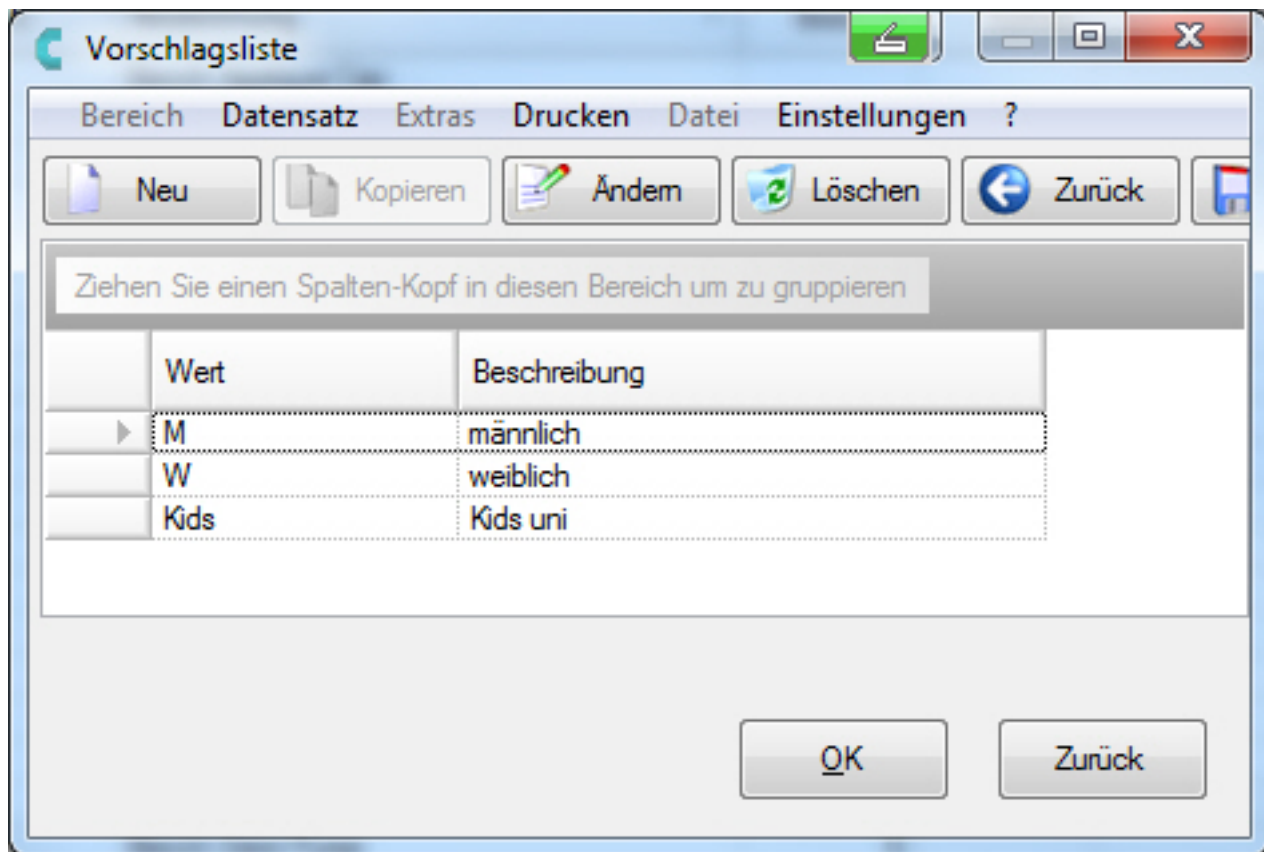 Vorschlagsliste
Bereich Datensatz Extras Drucken Datei Einstellungen ?
Neu Kopieren Ändern Löschen Zurück
Ziehen Sie einen Spalten-Kopf in diesen Bereich um zu gruppieren
Wert Beschreibung
M männlich
W weiblich
Kids Kids uni
OK Zurück